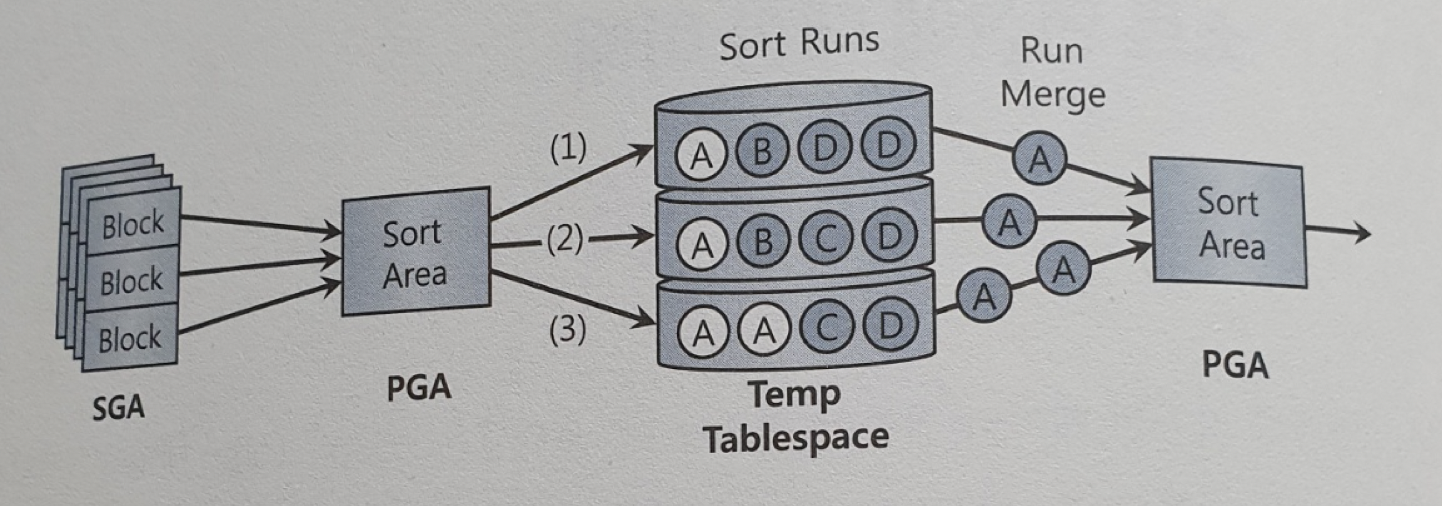 Sort Runs
Run
Merge
(1)
A B D D
A
Block
Block
Block
Sort
Area
(2)
A B C D
A
Sort
Area
(3)
A A C D
A A
SGA
PGA
Temp
Tablespace
PGA